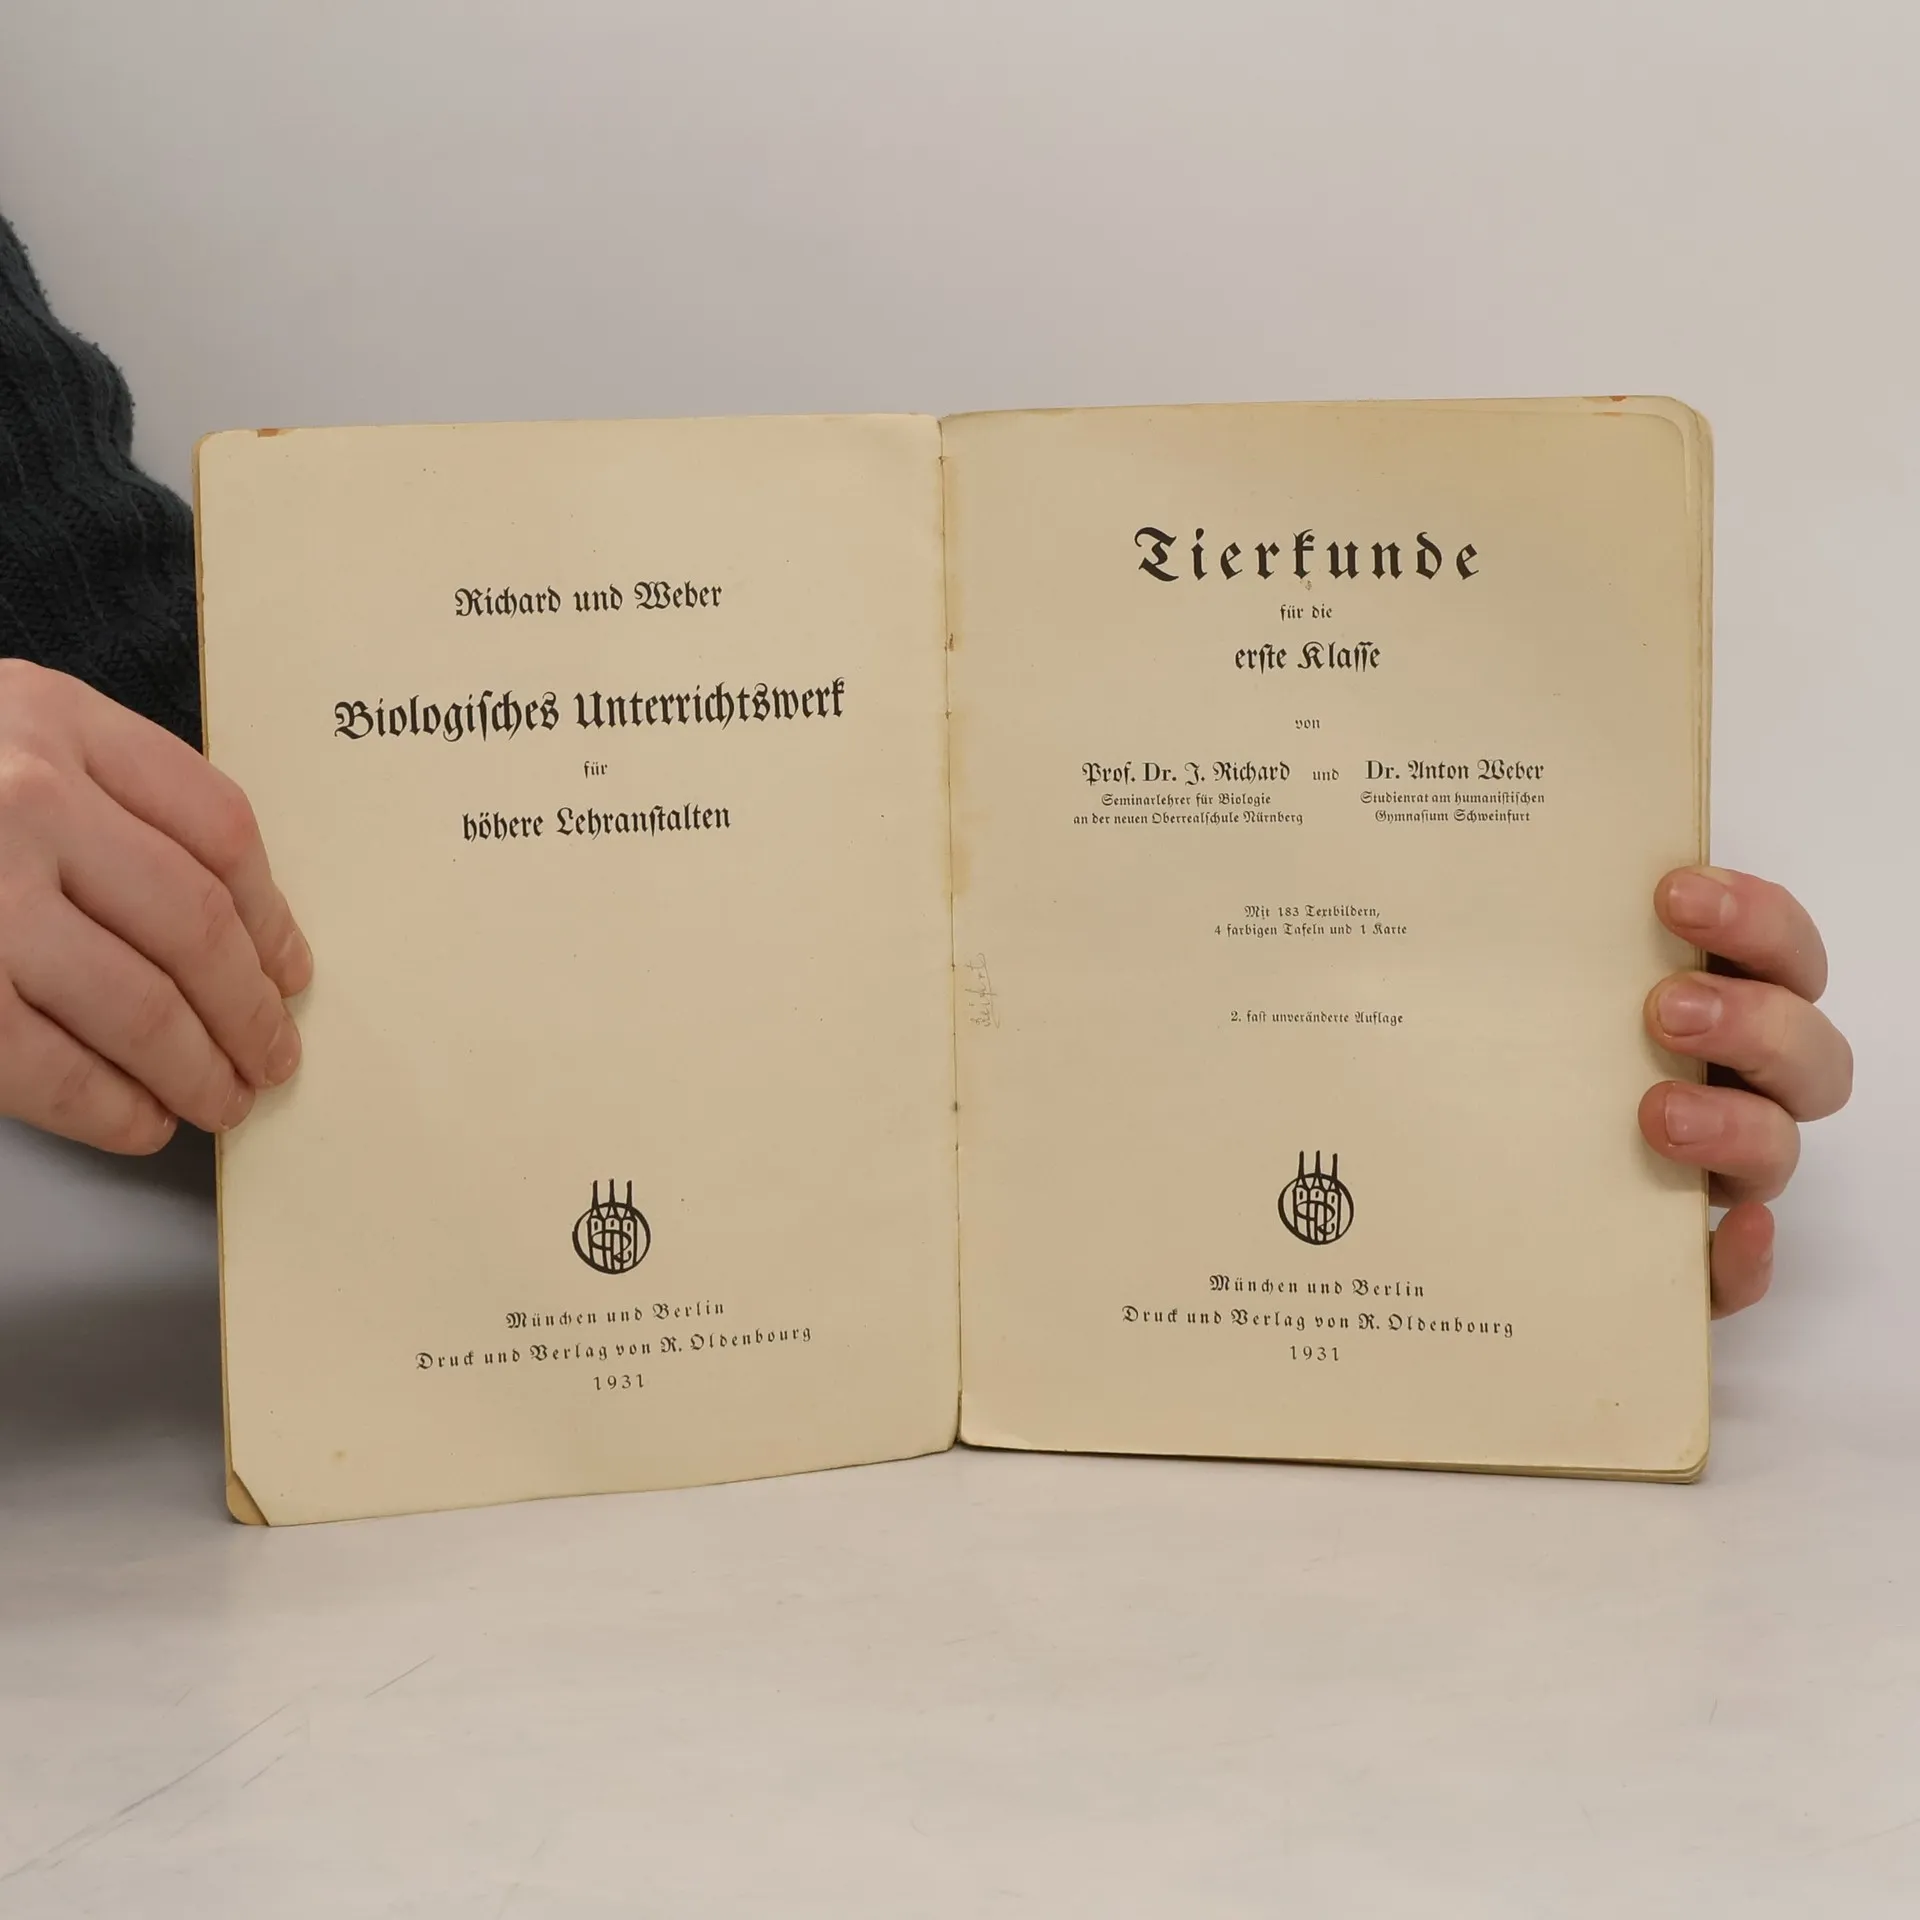 Richard und Weber
Biologisches Unterrichtswerk
für
höhere Lehranstalten
München und Berlin
Druck und Verlag von R. Oldenbourg
1931
Tierkunde
für die
erste Klasse
von
Prof. Dr. J. Richard und Dr. Anton Weber
Seminarlehrer für Biologie Studienrat am humanistischen
an der neuen Oberrealschule Nürnberg Gymnasium Schweinfurt
Mit 183 Textbildern,
4 farbigen Tafeln und 1 Karte
2. fast unveränderte Auflage
München und Berlin
Druck und Verlag von R. Oldenbourg
1931